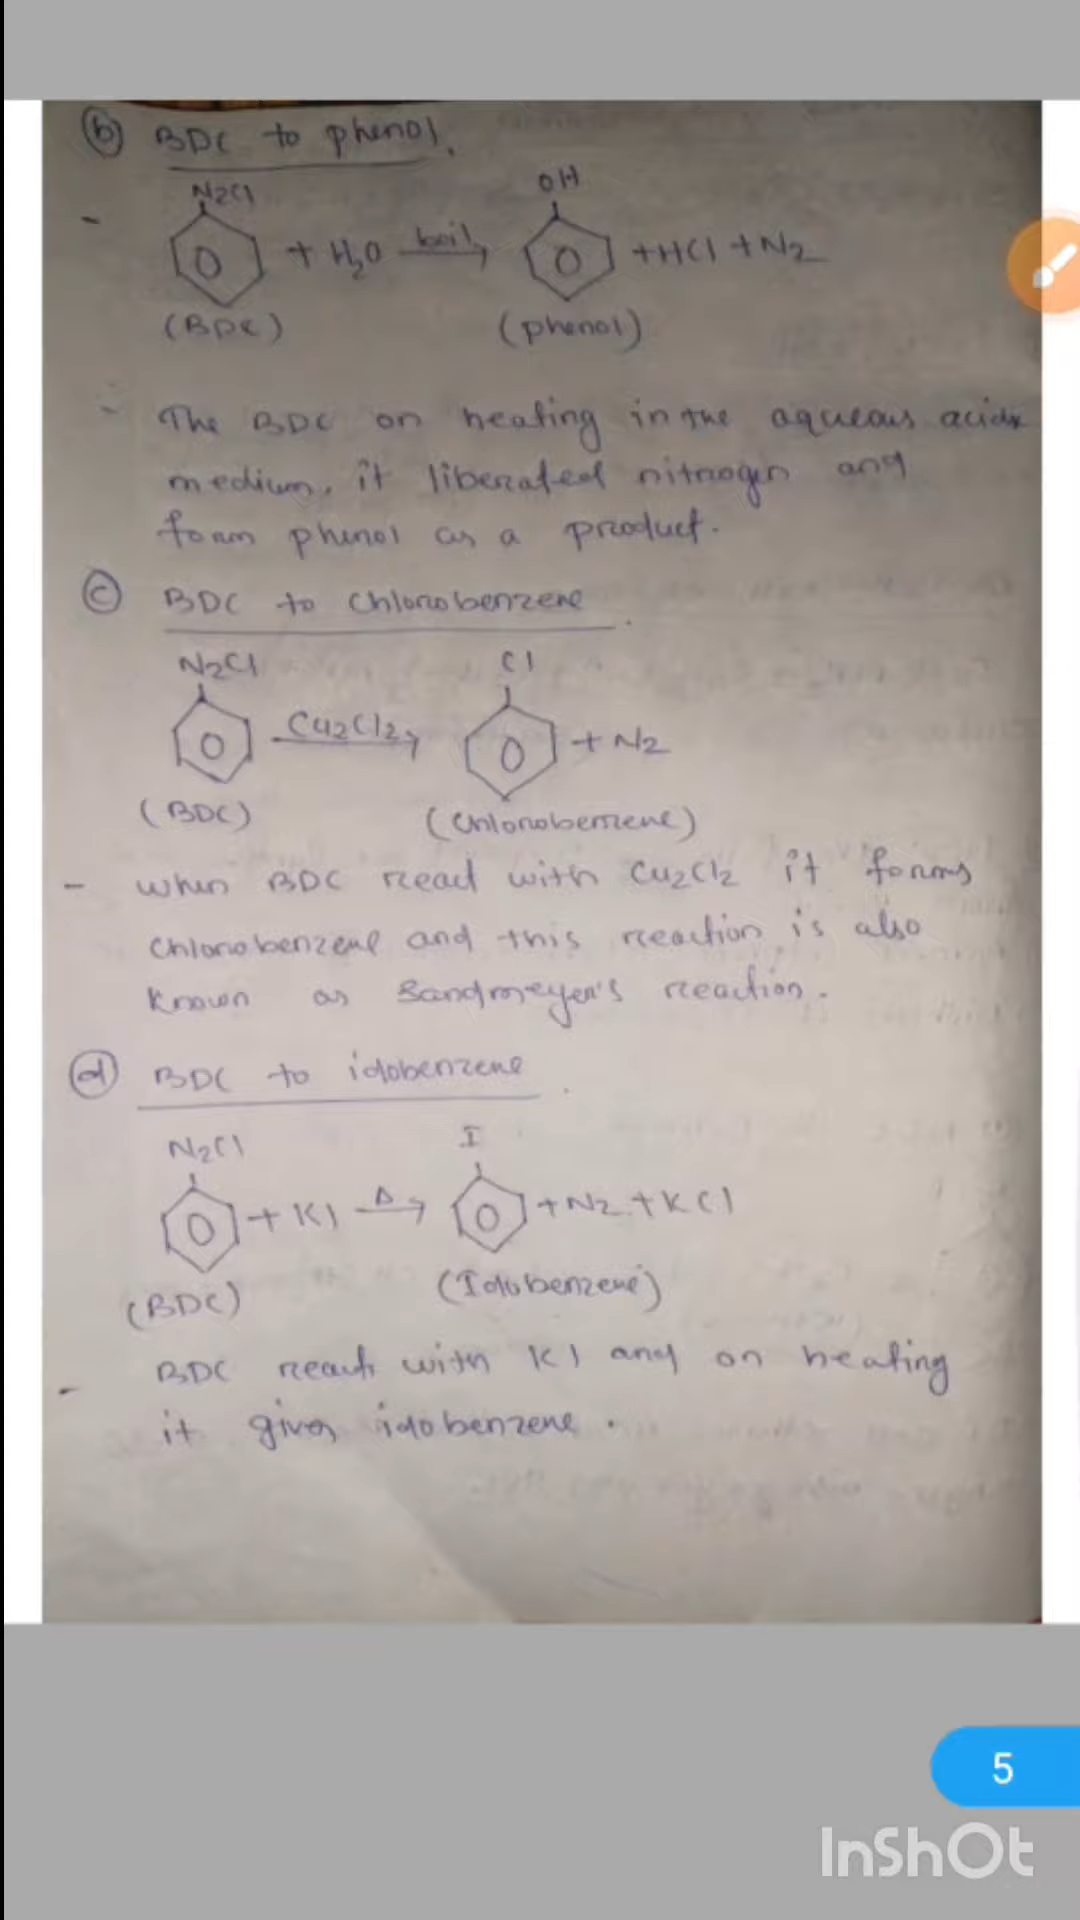 (b) BDC to phenol.
N2Cl OH
- + H2O boil → + HCl + N2
(BDC) (phenol)
- The BDC on heating in the aqueous acidic
medium, it liberated nitrogen and
form phenol as a product.
(c) BDC to Chlorobenzene.
N2Cl Cl
Cu2Cl2 → + N2
(BDC) (Chlorobenzene)
- When BDC react with Cu2Cl2 it forms
Chlorobenzene and this reaction is also
known as Sandmeyer's reaction.
(d) BDC to idobenzene.
N2Cl I
+ KI Δ → + N2 + KCl
(BDC) (Idobenzene)
- BDC react with KI and on heating
it gives idobenzene.
5
InShOt